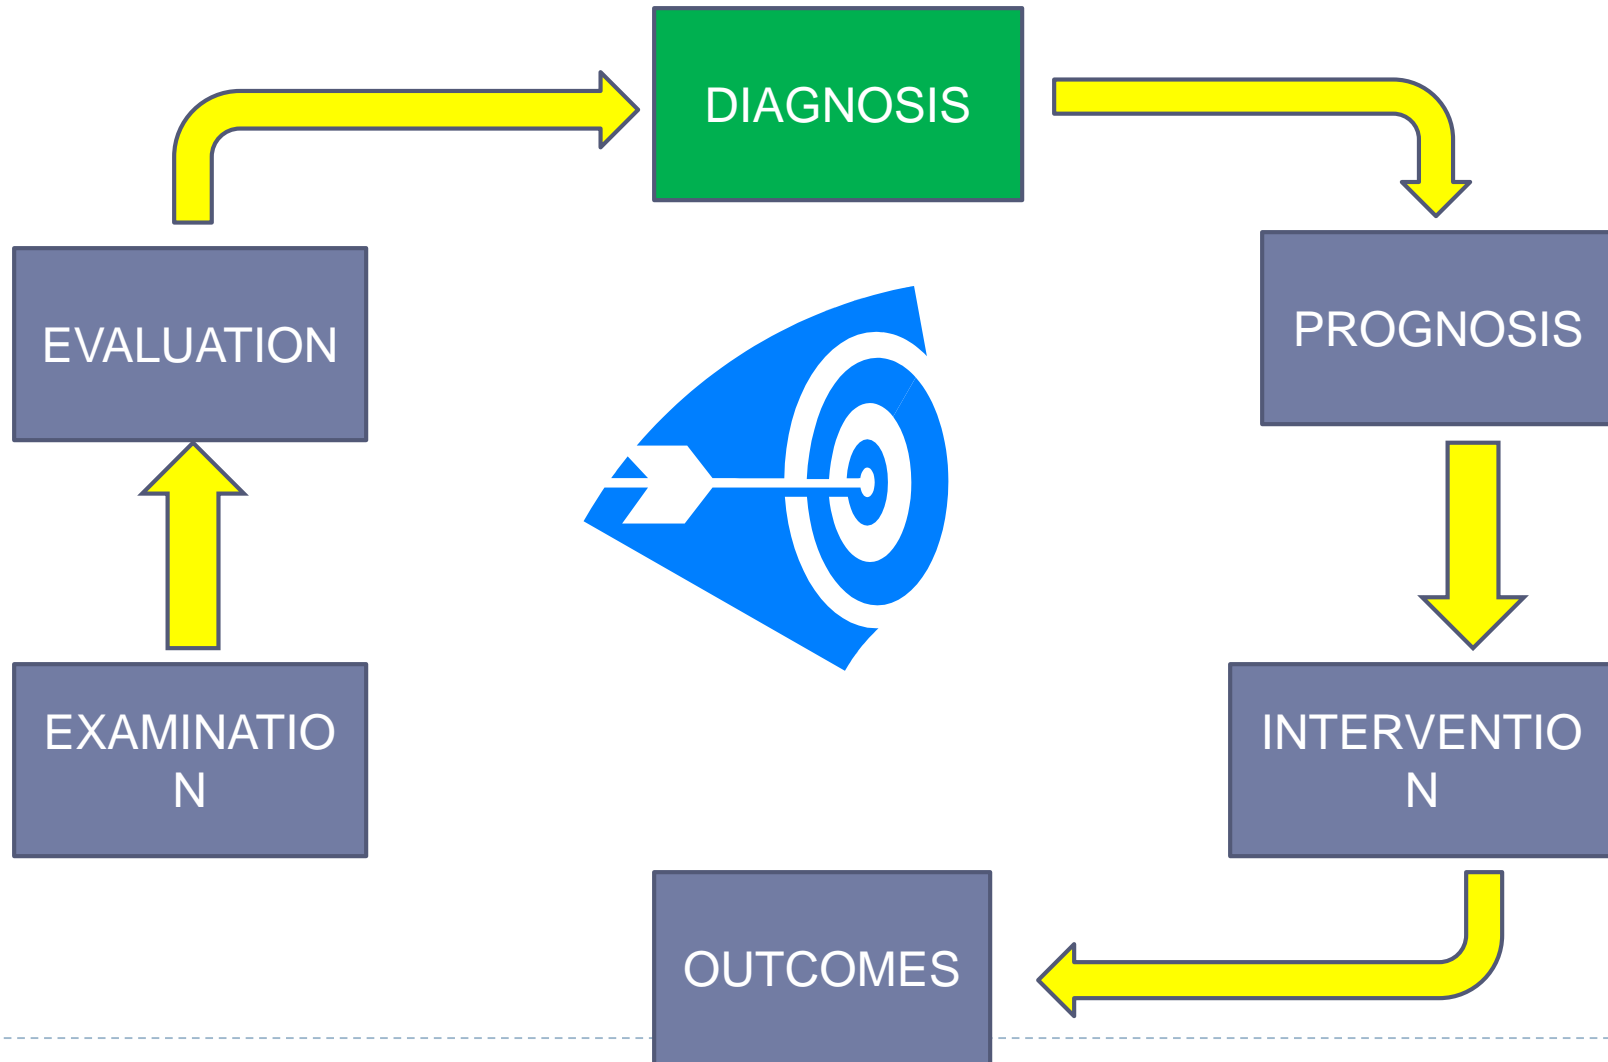 DIAGNOSIS
EVALUATION
PROGNOSIS
EXAMINATIO
N
INTERVENTIO
N
OUTCOMES